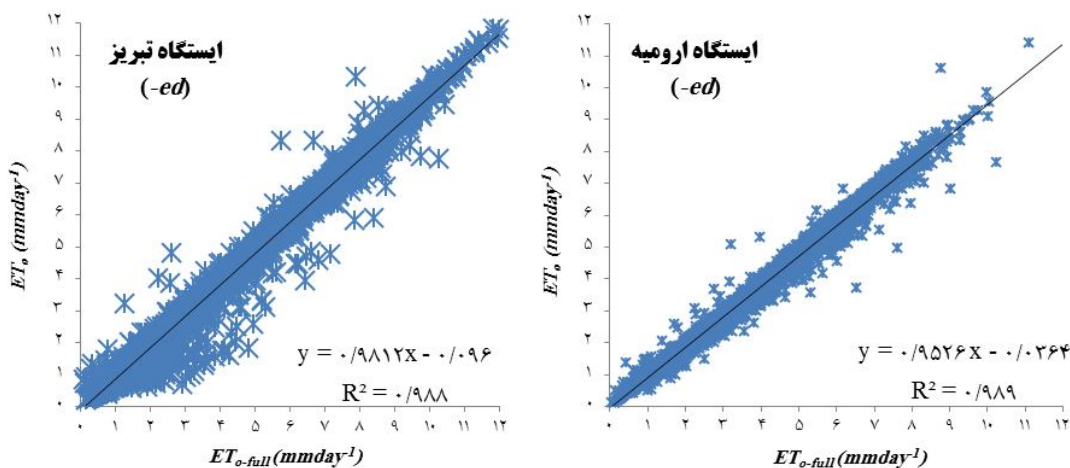 ایستگاه تبریز
(-ed)
ET₀ (mmday⁻¹)
۱۲
۱۱
۱۰
۹
۸
۷
۶
۵
۴
۳
۲
۱
۰
y = ۰/۹۸۱۲x - ۰/۰۹۶
R² = ۰/۹۸۸
۰ ۱ ۲ ۳ ۴ ۵ ۶ ۷ ۸ ۹ ۱۰ ۱۱ ۱۲
ET₀-full (mmday⁻¹)
ایستگاه ارومیه
(-ed)
ET₀ (mmday⁻¹)
۱۲
۱۱
۱۰
۹
۸
۷
۶
۵
۴
۳
۲
۱
۰
y = ۰/۹۵۲۶x - ۰/۰۳۶۴
R² = ۰/۹۸۹
۰ ۱ ۲ ۳ ۴ ۵ ۶ ۷ ۸ ۹ ۱۰ ۱۱ ۱۲
ET₀-full (mmday⁻¹)